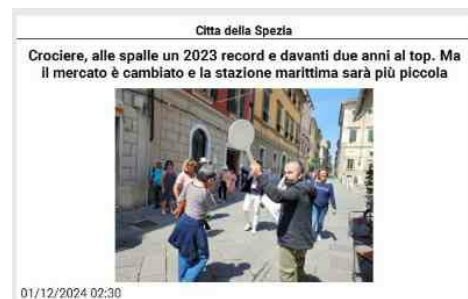 Citta della Spezia
Crociere, alle spalle un 2023 record e davanti due anni al top. Ma
il mercato è cambiato e la stazione marittima sarà più piccola
01/12/2024 02:30